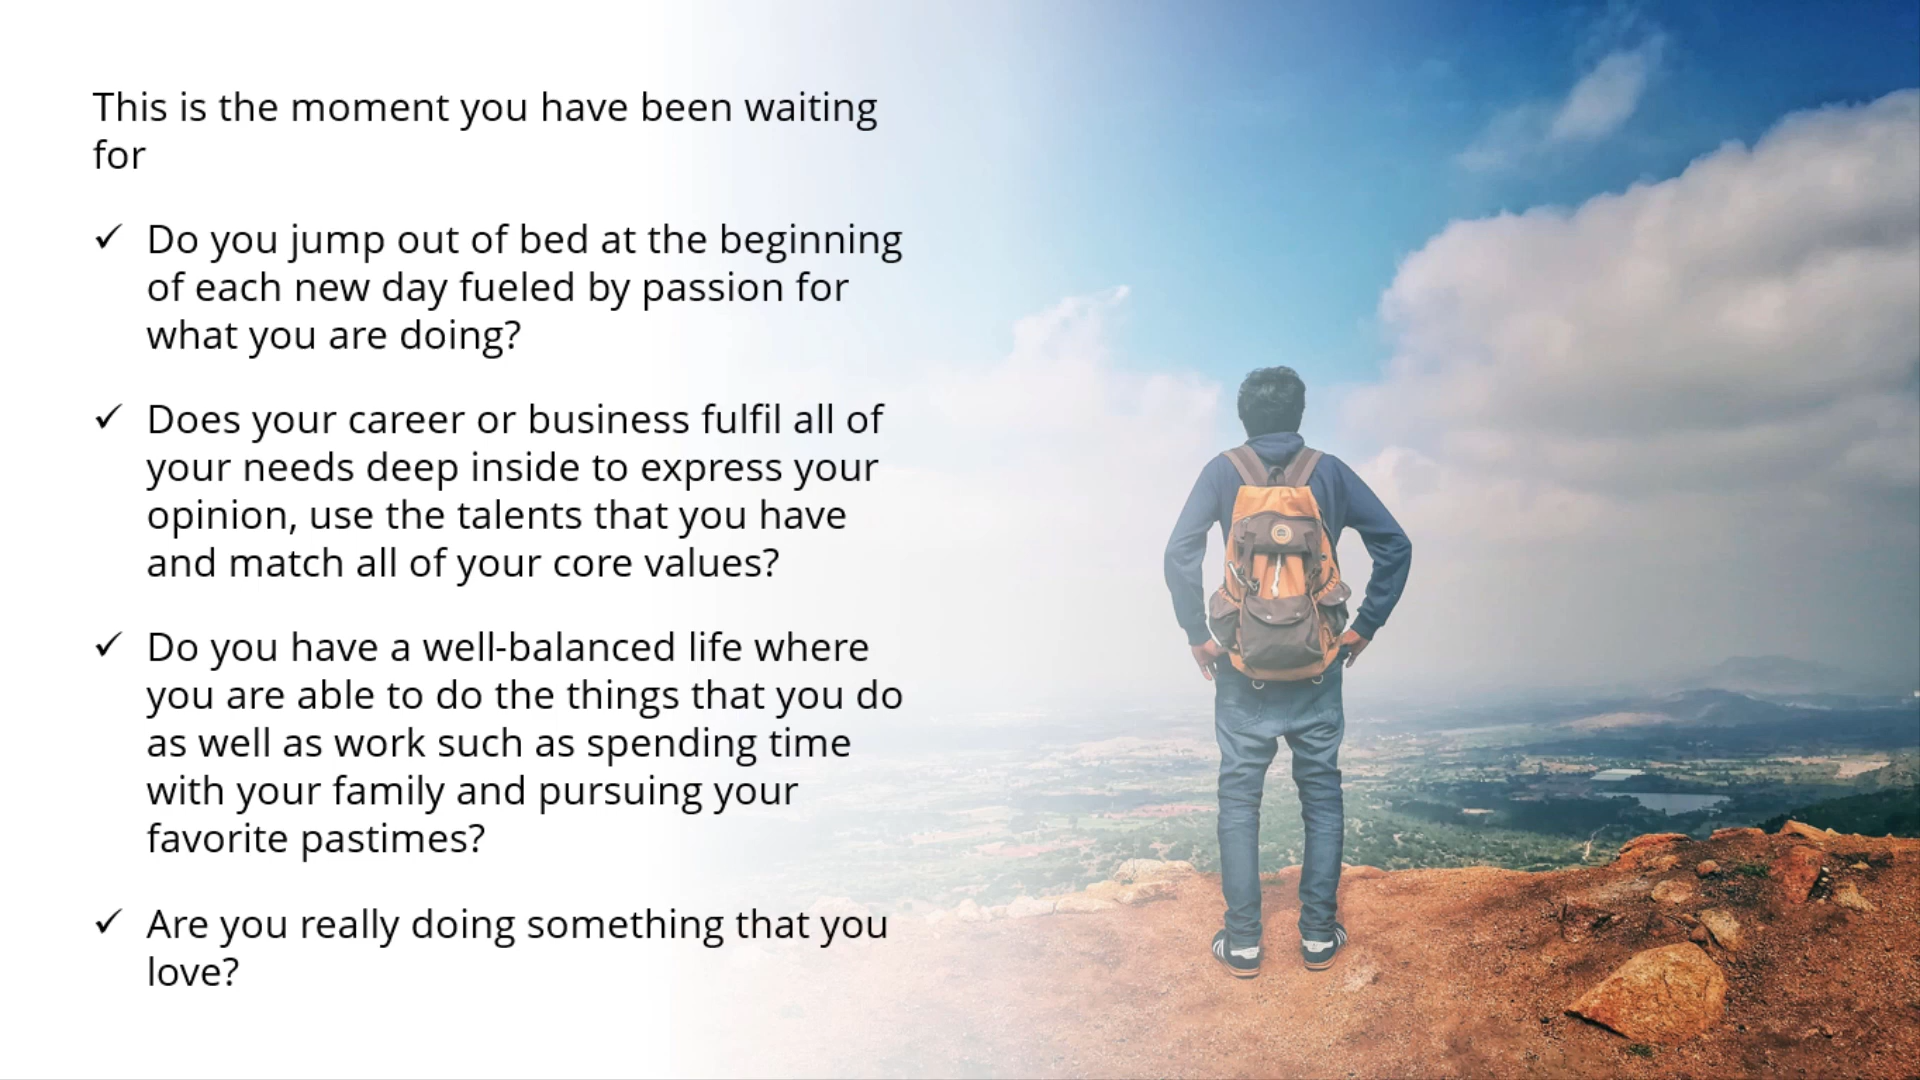 This is the moment you have been waiting
for
✓ Do you jump out of bed at the beginning
of each new day fueled by passion for
what you are doing?
✓ Does your career or business fulfil all of
your needs deep inside to express your
opinion, use the talents that you have
and match all of your core values?
✓ Do you have a well-balanced life where
you are able to do the things that you do
as well as work such as spending time
with your family and pursuing your
favorite pastimes?
✓ Are you really doing something that you
love?